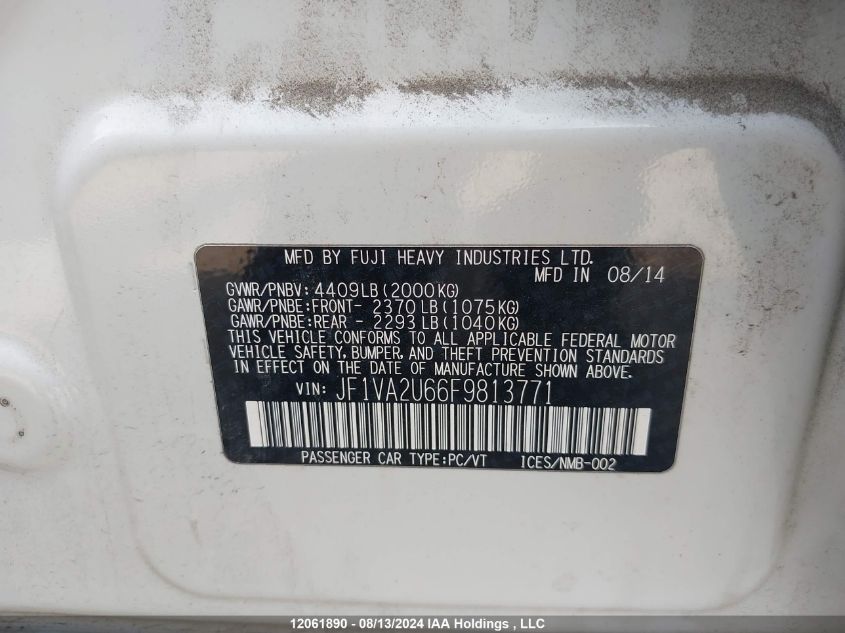 MFD BY FUJI HEAVY INDUSTRIES LTD.
MFD IN 08/14
GVWR/PNBV: 4409LB (2000KG)
GAWR/PNBE:FRONT- 2370 LB (1075KG)
GAWR/PNBE:REAR - 2293 LB (1040KG)
THIS VEHICLE CONFORMS TO ALL APPLICABLE FEDERAL MOTOR
VEHICLE SAFETY, BUMPER, AND THEFT PREVENTION STANDARDS
IN EFFECT ON THE DATE OF MANUFACTURE SHOWN ABOVE.
VIN: JF1VA2U66F9813771
PASSENGER CAR TYPE:PC/VT ICES/NMB-002
12061890 - 08/13/2024 IAA Holdings , LLC